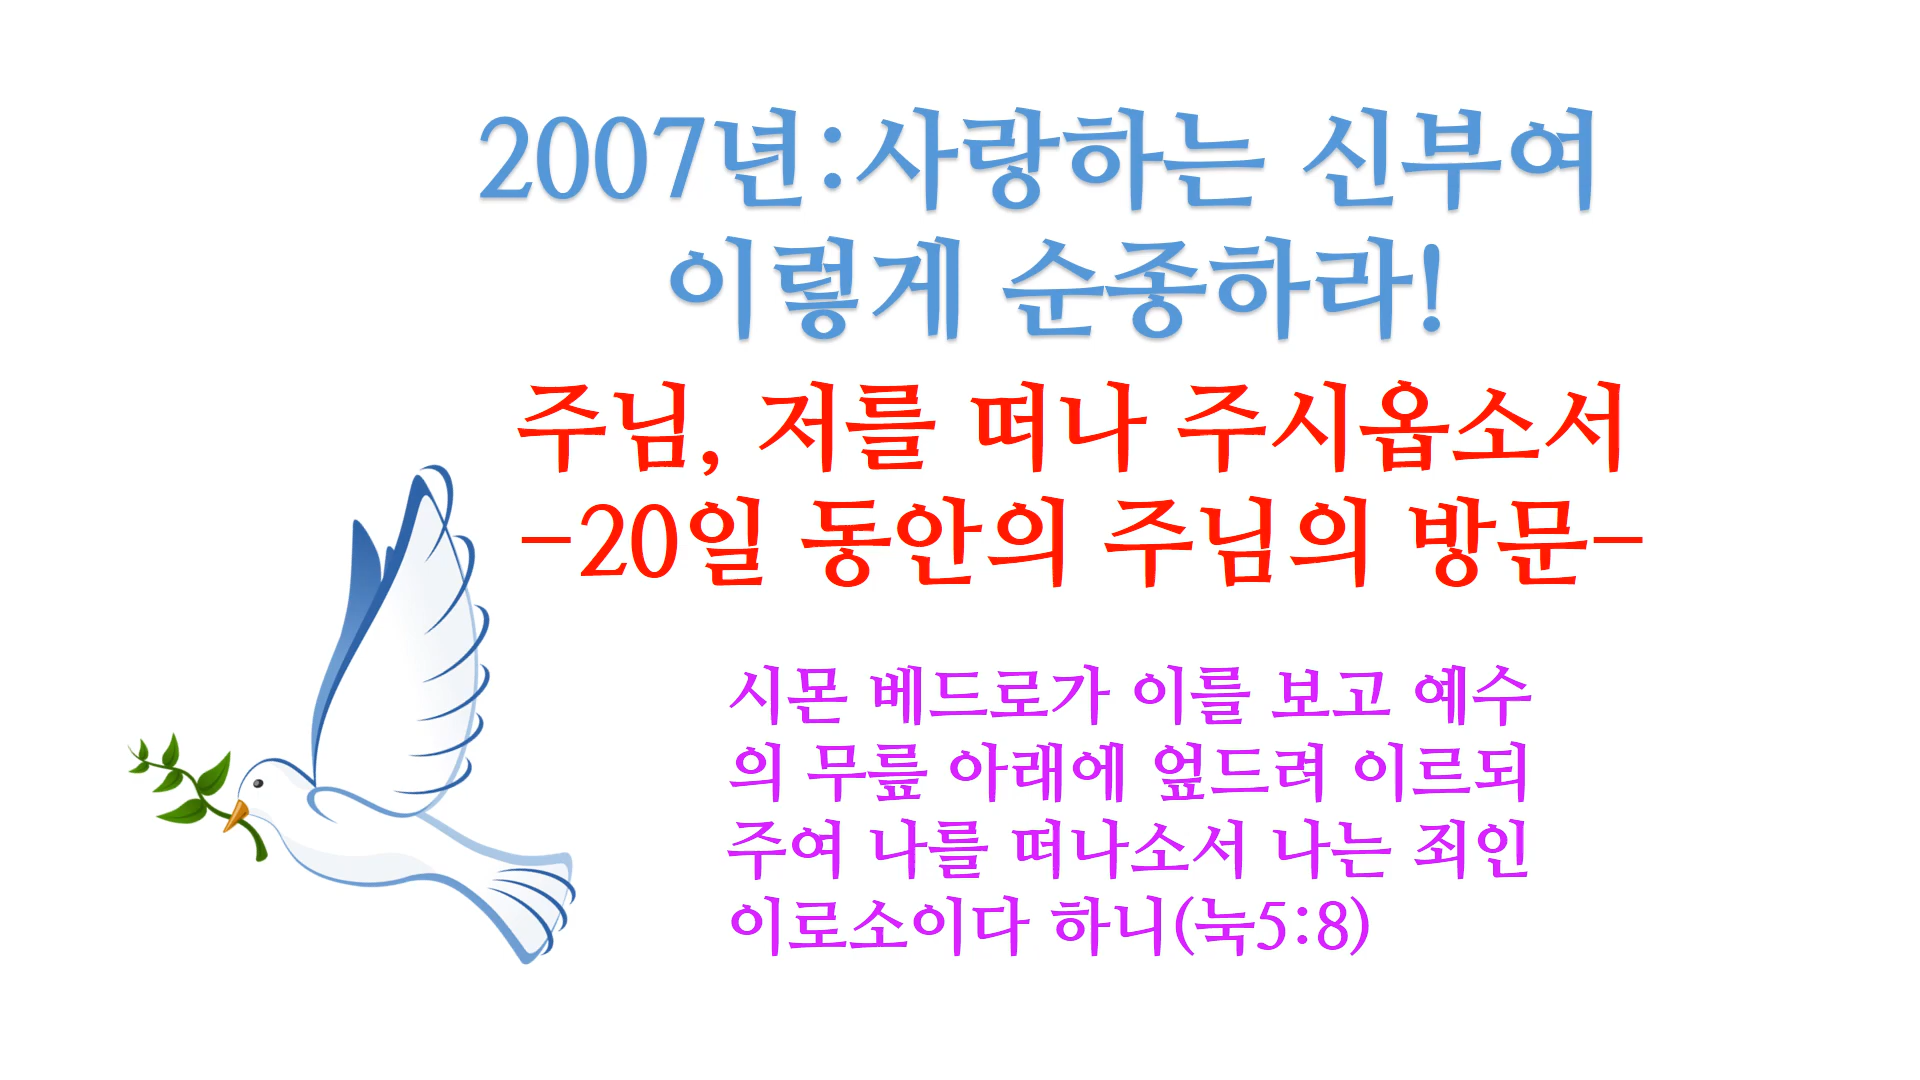 2007년:사랑하는 신부여
이렇게 순종하라!
주님, 저를 떠나 주시옵소서
-20일 동안의 주님의 방문-
시몬 베드로가 이를 보고 예수
의 무릎 아래에 엎드려 이르되
주여 나를 떠나소서 나는 죄인
이로소이다 하니(눅5:8)